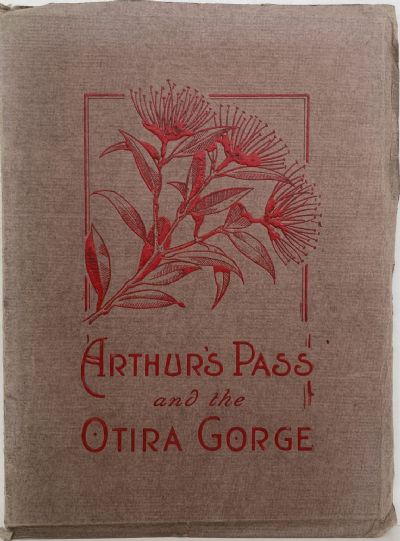 ARTHUR'S PASS
and the
OTIRA GORGE